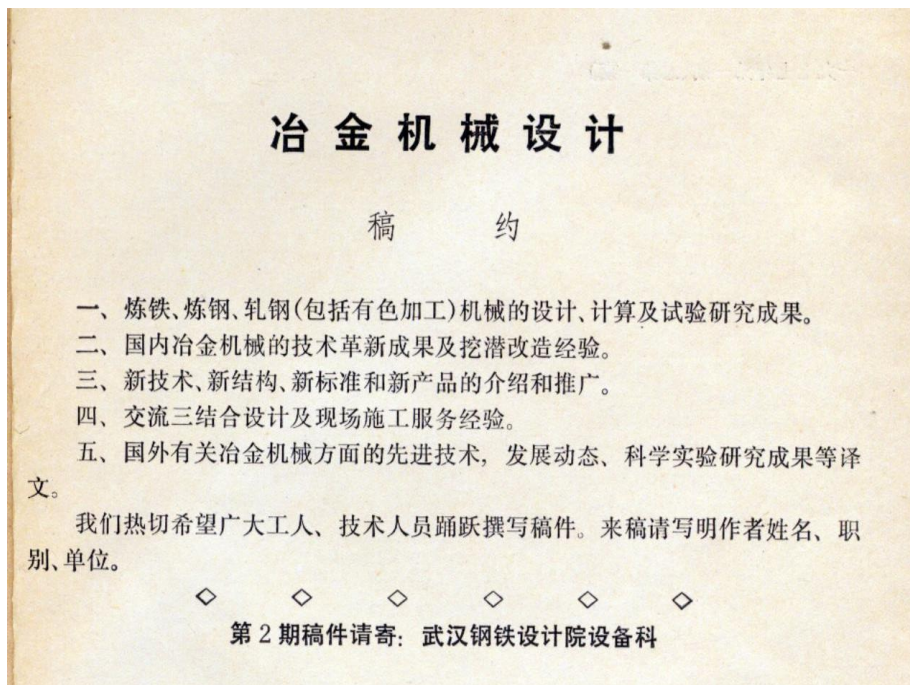 冶金机械设计
稿 约
一、炼铁、炼钢、轧钢(包括有色加工)机械的设计、计算及试验研究成果。
二、国内冶金机械的技术革新成果及挖潜改造经验。
三、新技术、新结构、新标准和新产品的介绍和推广。
四、交流三结合设计及现场施工服务经验。
五、国外有关冶金机械方面的先进技术，发展动态、科学实验研究成果等译
文。
我们热切希望广大工人、技术人员踊跃撰写稿件。来稿请写明作者姓名、职
别、单位。
◇ ◇ ◇ ◇ ◇ ◇
第2期稿件请寄：武汉钢铁设计院设备科